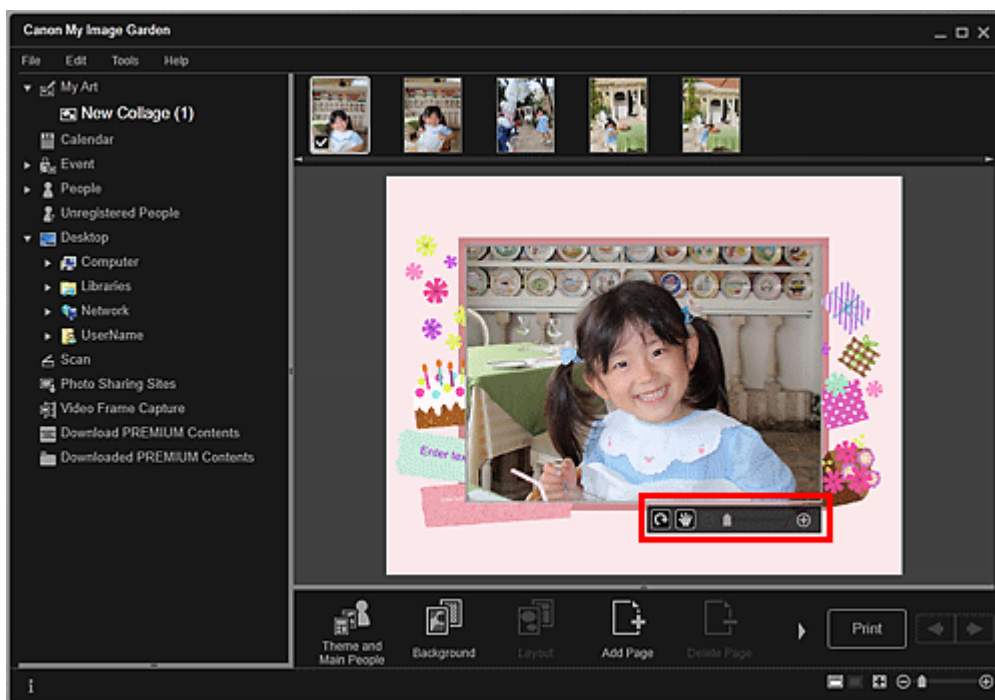 Canon My Image Garden
File Edit Tools Help
My Art
New Collage (1)
Calendar
Event
People
Unregistered People
Desktop
Computer
Libraries
Network
UserName
Scan
Photo Sharing Sites
Video Frame Capture
Download PREMIUM Contents
Downloaded PREMIUM Contents
Enter tex
Theme and
Main People
Background
Layout
Add Page
Delete Page
Print